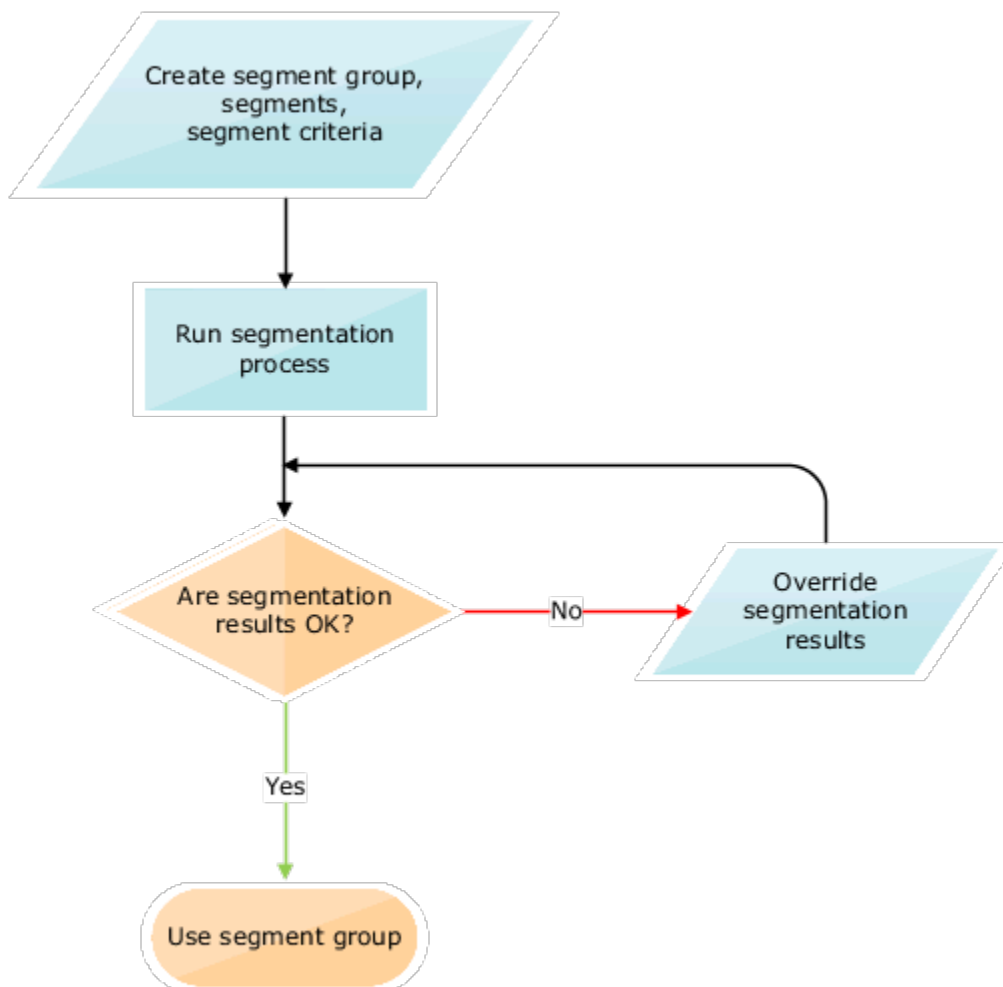 Create segment group,
segments,
segment criteria
Run segmentation
process
Are segmentation
results OK?
No
Override
segmentation
results
Yes
Use segment group